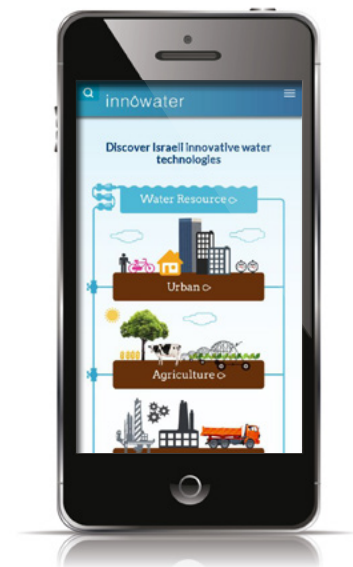 innowater
Discover Israeli innovative water
technologies
Water Resource
Urban
Agriculture